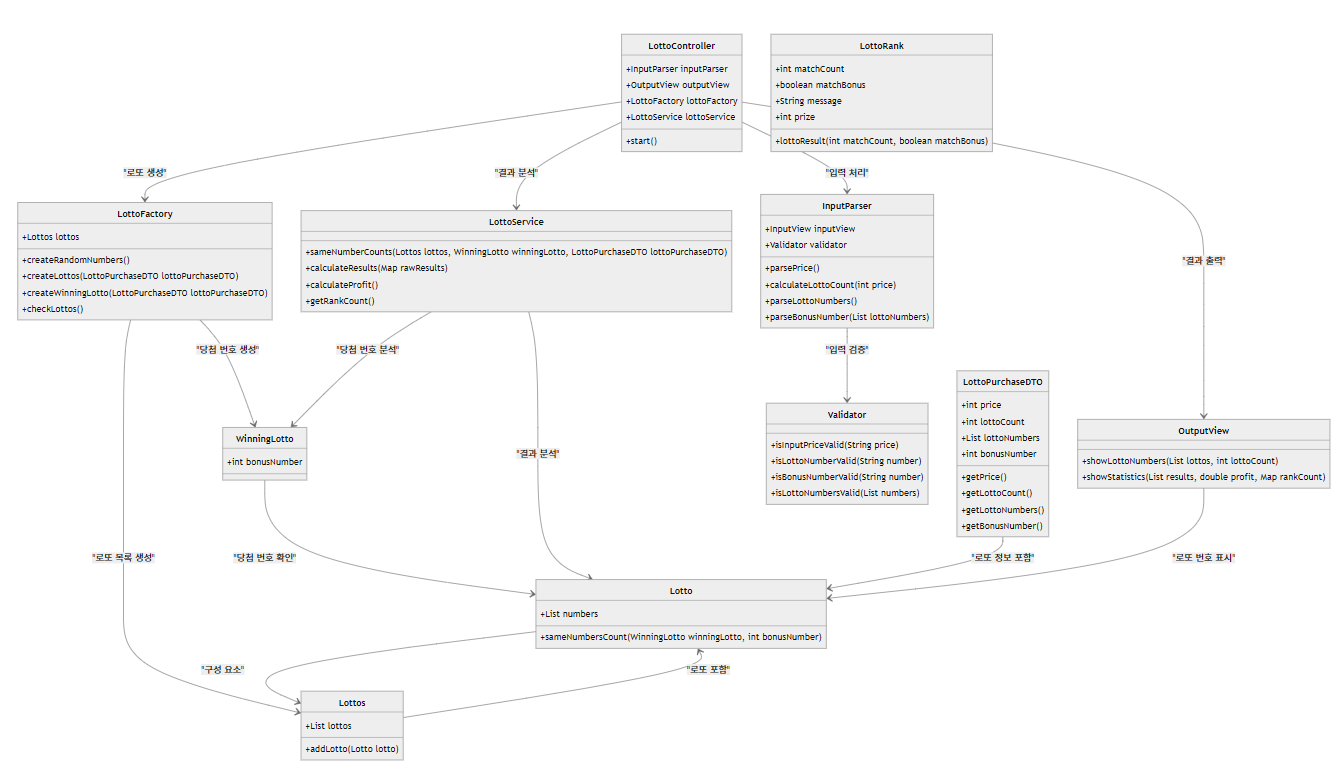 LottoController
+InputParser inputParser
+OutputView outputView
+LottoFactory lottoFactory
+LottoService lottoService
+start()
LottoRank
+int matchCount
+boolean matchBonus
+String message
+int prize
+lottoResult(int matchCount, boolean matchBonus)
"로또 생성"
"결과 분석"
"입력 처리"
"결과 출력"
LottoFactory
+Lottos lottos
+createRandomNumbers()
+createLottos(LottoPurchaseDTO lottoPurchaseDTO)
+createWinningLotto(LottoPurchaseDTO lottoPurchaseDTO)
+checkLottos()
LottoService
+sameNumberCounts(Lottos lottos, WinningLotto winningLotto, LottoPurchaseDTO lottoPurchaseDTO)
+calculateResults(Map rawResults)
+calculateProfit()
+getRankCount()
InputParser
+InputView inputView
+Validator validator
+parsePrice()
+calculateLottoCount(int price)
+parseLottoNumbers()
+parseBonusNumber(List lottoNumbers)
"당첨 번호 생성"
"당첨 번호 분석"
"입력 검증"
WinningLotto
+int bonusNumber
"결과 분석"
Validator
+isInputPriceValid(String price)
+isLottoNumberValid(String number)
+isBonusNumberValid(String number)
+isLottoNumbersValid(List numbers)
LottoPurchaseDTO
+int price
+int lottoCount
+List lottoNumbers
+int bonusNumber
+getPrice()
+getLottoCount()
+getLottoNumbers()
+getBonusNumber()
OutputView
+showLottoNumbers(List lottos, int lottoCount)
+showStatistics(List results, double profit, Map rankCount)
"로또 목록 생성"
"당첨 번호 확인"
"로또 정보 포함"
"로또 번호 표시"
Lotto
+List numbers
+sameNumbersCount(WinningLotto winningLotto, int bonusNumber)
"구성 요소"
"로또 포함"
Lottos
+List lottos
+addLotto(Lotto lotto)